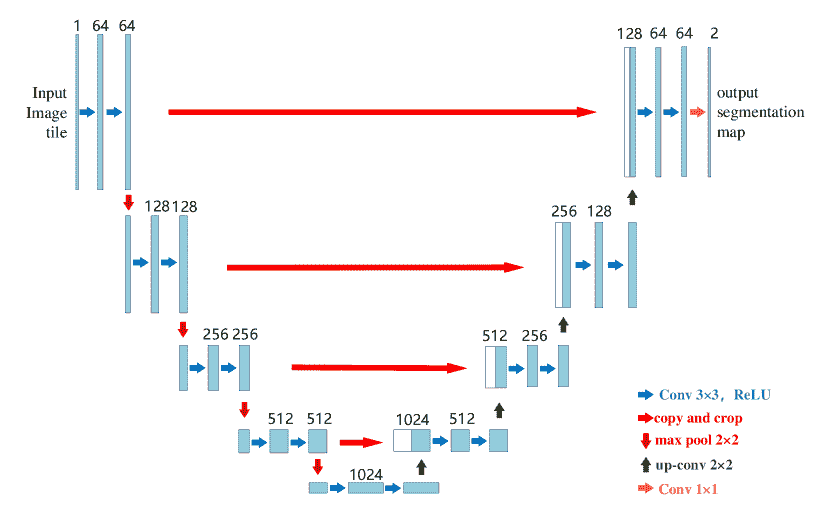 1 64 64
128 64 64 2
Input
Image
tile
output
segmentation
map
128 128
256 128
256 256
512 256
512 512
1024 512
1024
Conv 3×3, ReLU
copy and crop
max pool 2×2
up-conv 2×2
Conv 1×1